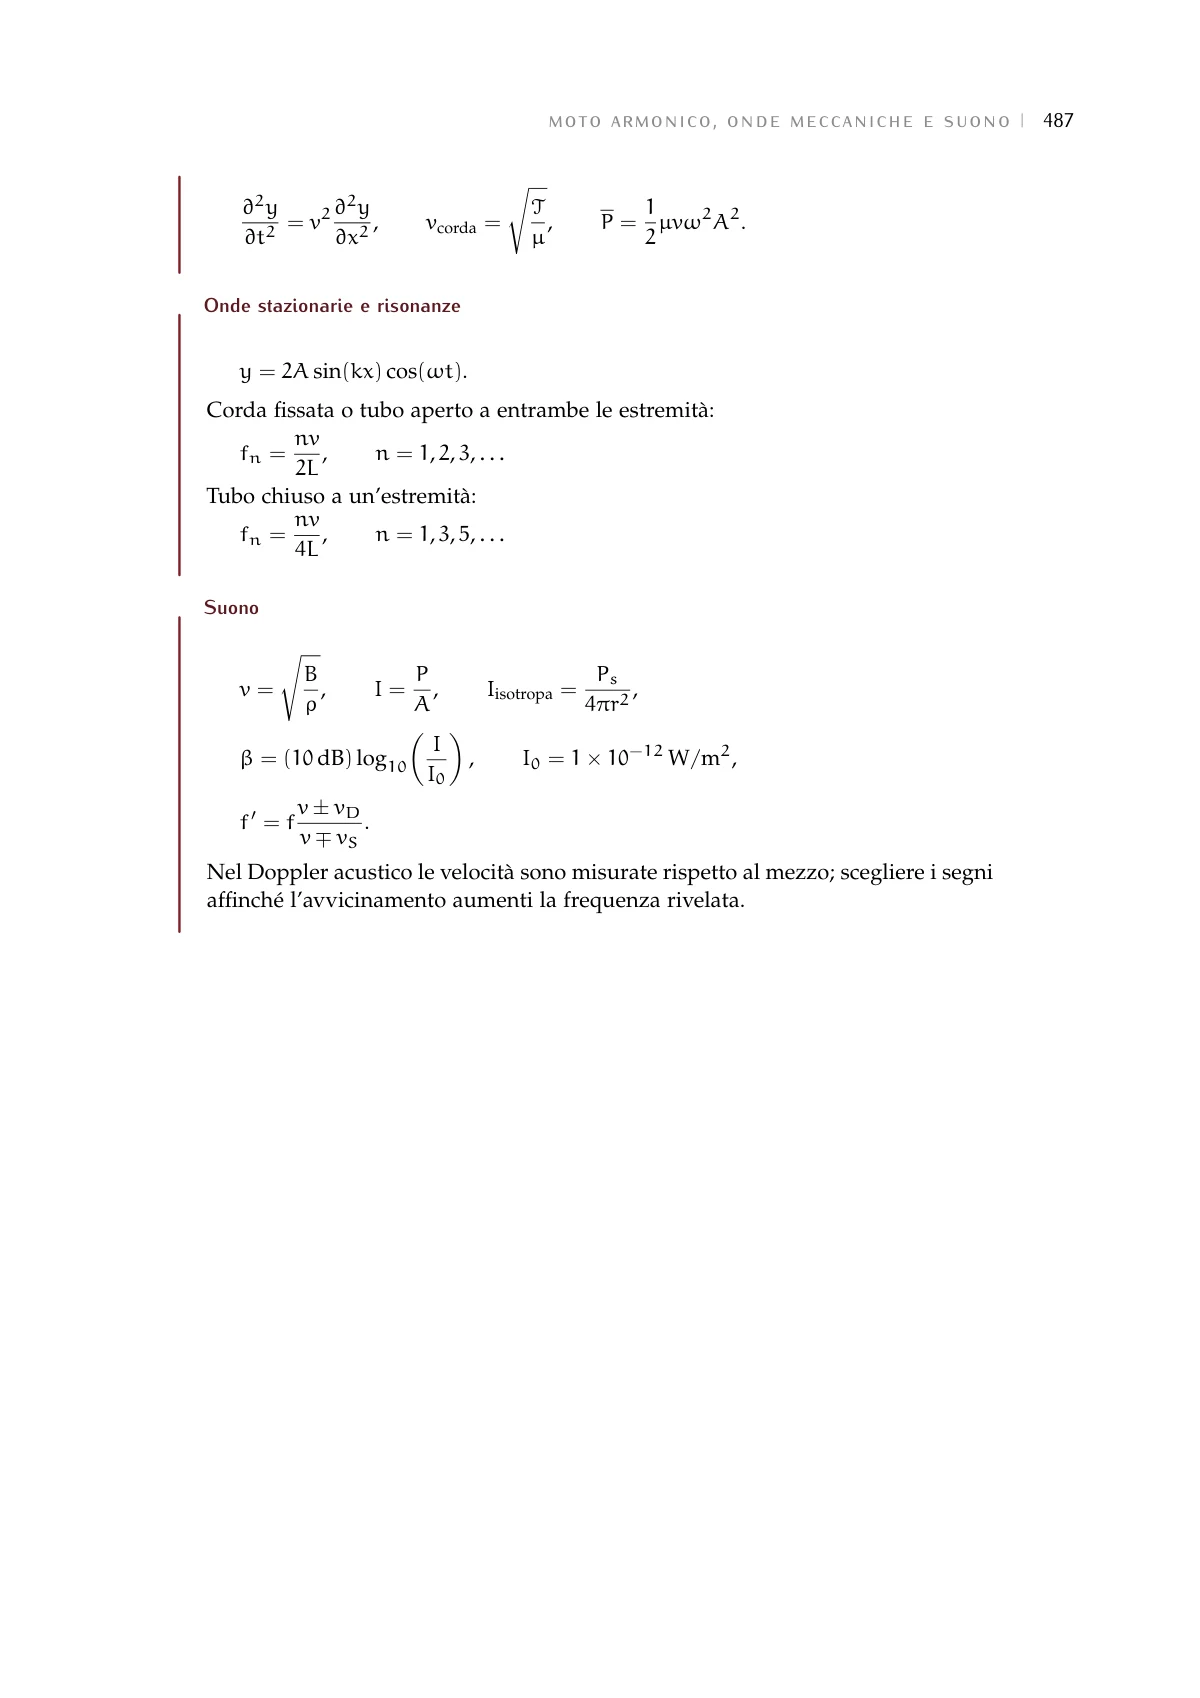 MOTO ARMONICO, ONDE MECCANICHE E SUONO | 487
∂²y/∂t² = v² ∂²y/∂x², v_corda = √(𝒯/μ), P̅ = 1/2 μvω²A².
Onde stazionarie e risonanze
y = 2A sin(kx) cos(ωt).
Corda fissata o tubo aperto a entrambe le estremità:
f_n = nv/2L, n = 1, 2, 3, . . .
Tubo chiuso a un’estremità:
f_n = nv/4L, n = 1, 3, 5, . . .
Suono
v = √(B/ρ), I = P/A, I_isotropa = P_s/4πr²,
β = (10 dB) log₁₀(I/I₀), I₀ = 1 × 10⁻¹² W/m²,
f′ = f (v ± v_D)/(v ∓ v_S).
Nel Doppler acustico le velocità sono misurate rispetto al mezzo; scegliere i segni
affinché l’avvicinamento aumenti la frequenza rivelata.